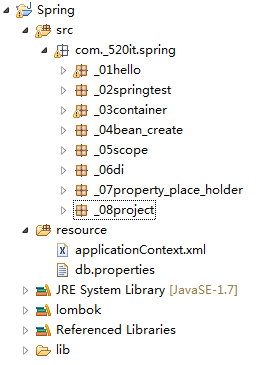 Spring
src
com._520it.spring
_01hello
_02springtest
_03container
_04bean_create
_05scope
_06di
_07property_place_holder
_08project
resource
applicationContext.xml
db.properties
JRE System Library [JavaSE-1.7]
lombok
Referenced Libraries
lib